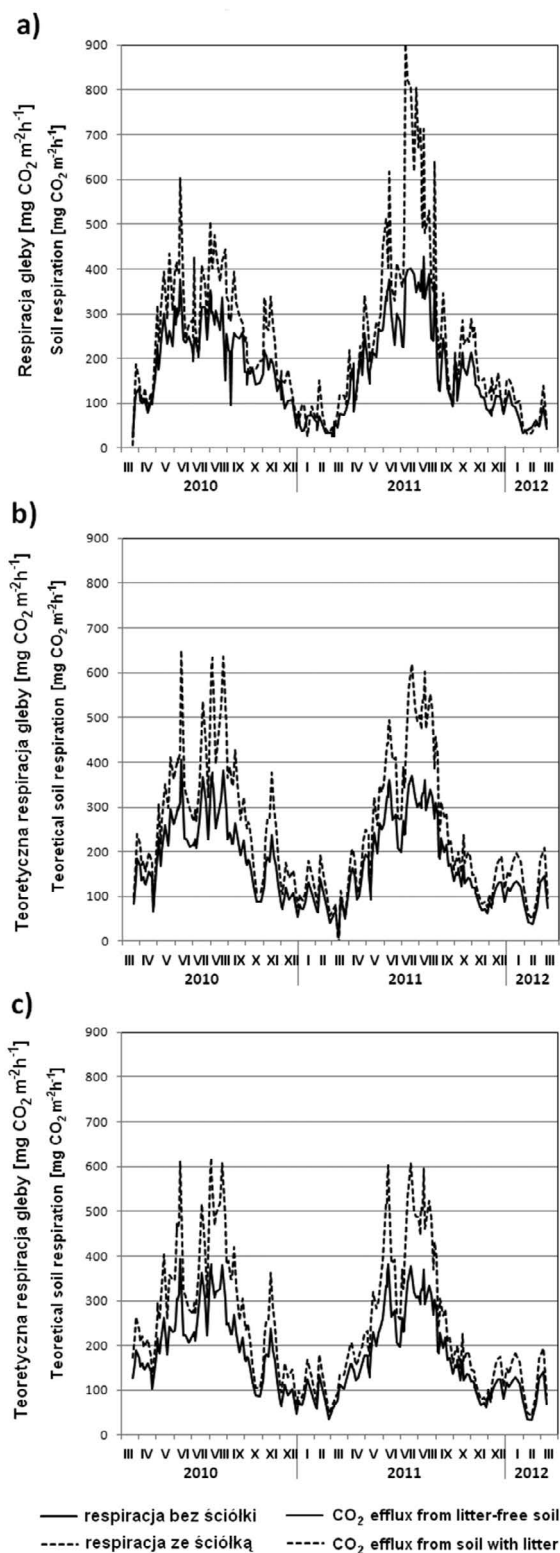 a)
Respiracja gleby [mg CO2 m-2h-1]
Soil respiration [mg CO2 m-2h-1]
900
800
700
600
500
400
300
200
100
0
III IV V VI VII VIII IX X XI XII I II III IV V VI VII VIII IX X XI XII I II III
2010 2011 2012
b)
Teoretyczna respiracja gleby [mg CO2 m-2h-1]
Teoretical soil respiration [mg CO2 m-2h-1]
900
800
700
600
500
400
300
200
100
0
III IV V VI VII VIII IX X XI XII I II III IV V VI VII VIII IX X XI XII I II III
2010 2011 2012
c)
Teoretyczna respiracja gleby [mg CO2 m-2h-1]
Teoretical soil respiration [mg CO2 m-2h-1]
900
800
700
600
500
400
300
200
100
0
III IV V VI VII VIII IX X XI XII I II III IV V VI VII VIII IX X XI XII I II III
2010 2011 2012
respiracja bez ściółki CO2 efflux from litter-free soil
respiracja ze ściółką CO2 efflux from soil with litter